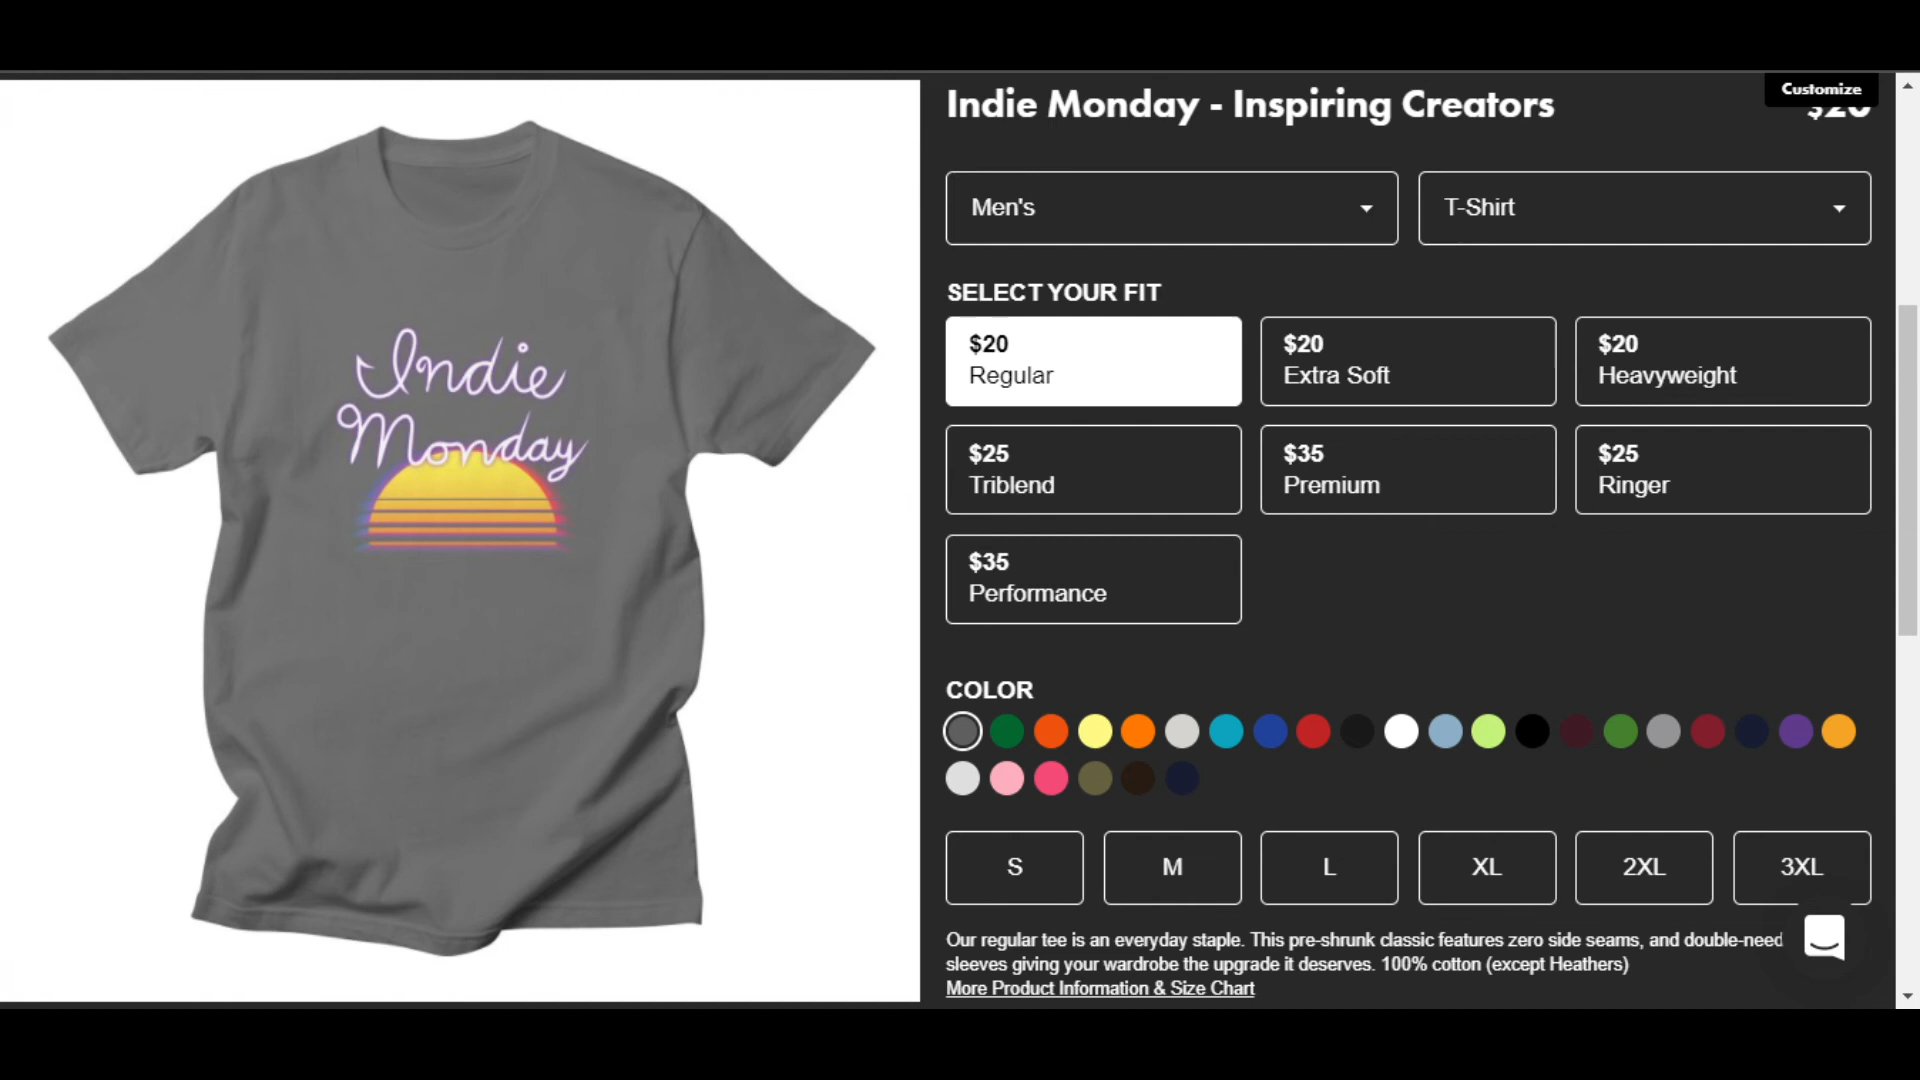 Indie Monday - Inspiring Creators
Customize
$20
Men's
T-Shirt
SELECT YOUR FIT
$20
Regular
$20
Extra Soft
$20
Heavyweight
$25
Triblend
$35
Premium
$25
Ringer
$35
Performance
Indie
Monday
COLOR
S
M
L
XL
2XL
3XL
Our regular tee is an everyday staple. This pre-shrunk classic features zero side seams, and double-need
sleeves giving your wardrobe the upgrade it deserves. 100% cotton (except Heathers)
More Product Information & Size Chart